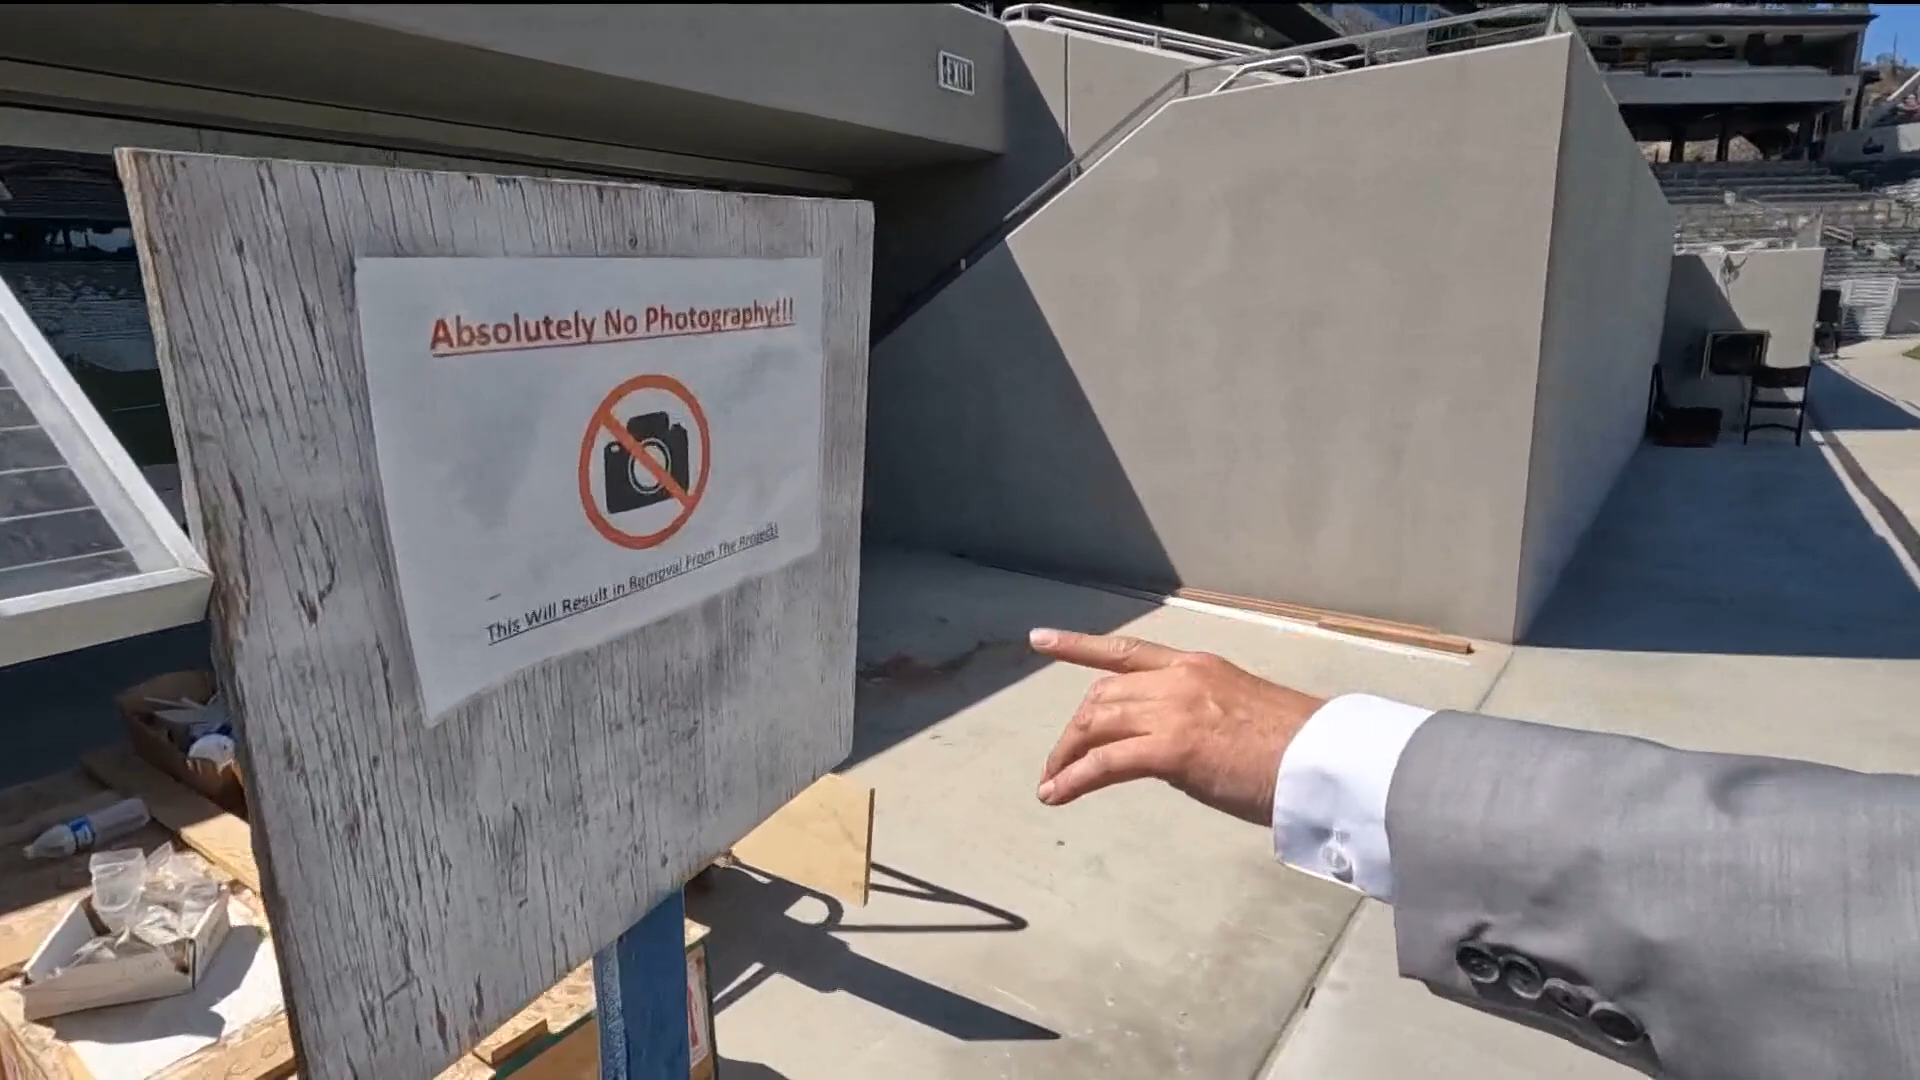 EXIT
Absolutely No Photography!!!
This Will Result in Removal From The Project!